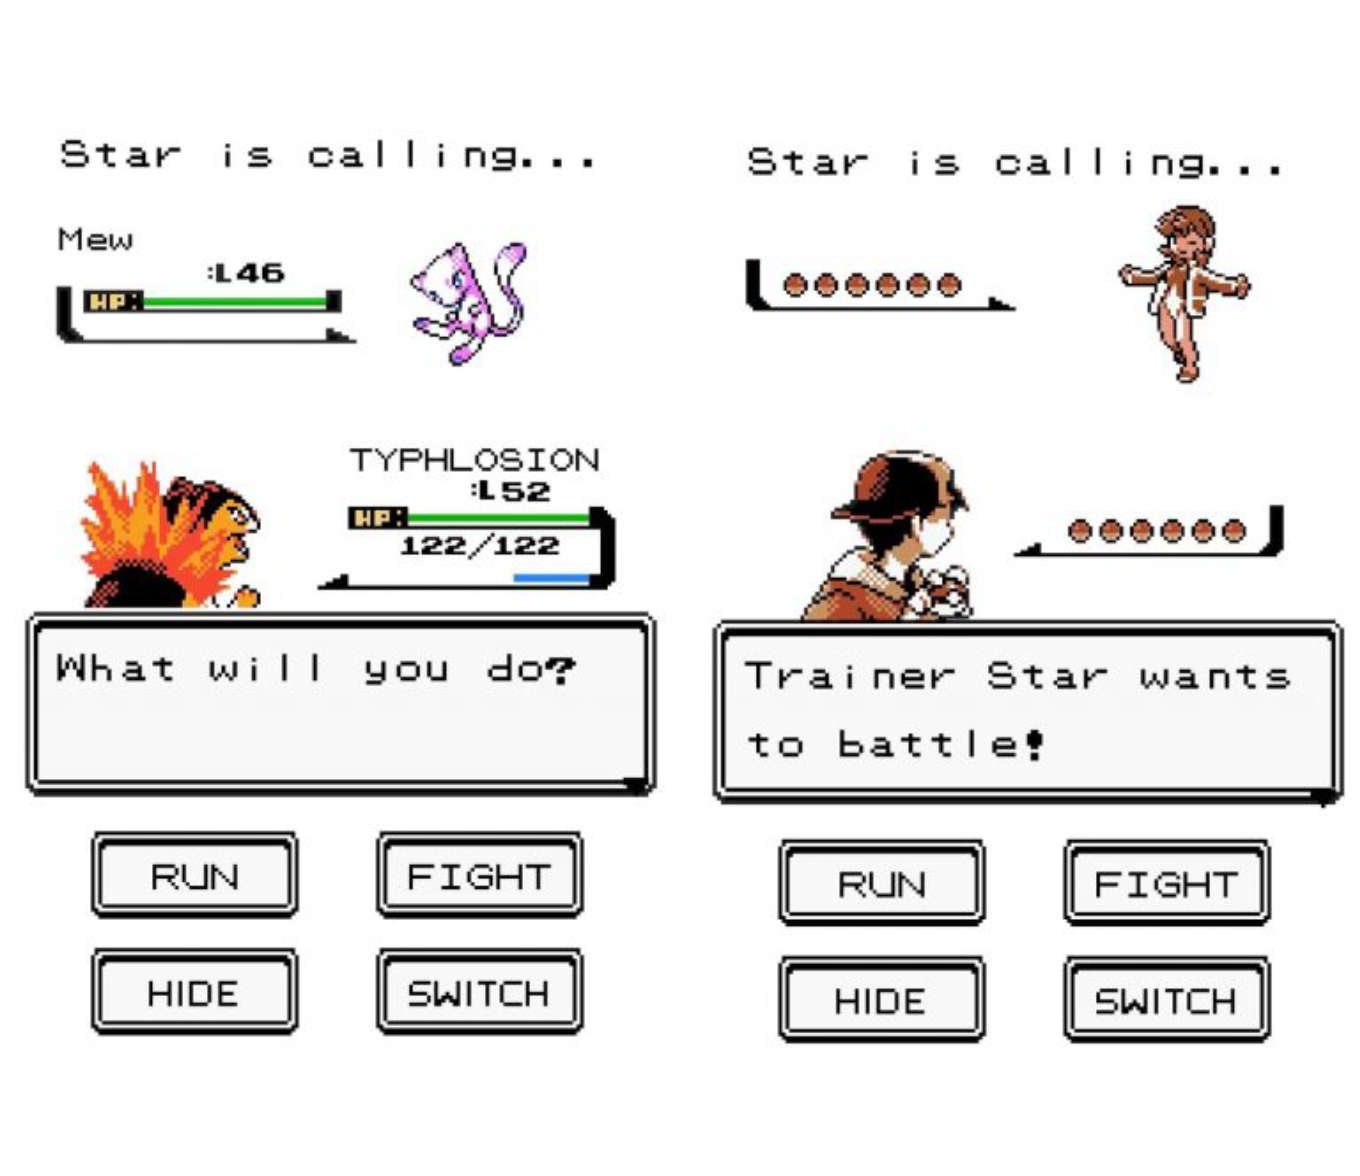 Star is calling...
Mew
:L46
HP:
TYPHLOSION
:L52
HP:
122/122
What will you do?
RUN
FIGHT
HIDE
SWITCH
Star is calling...
Trainer Star wants
to battle!
RUN
FIGHT
HIDE
SWITCH